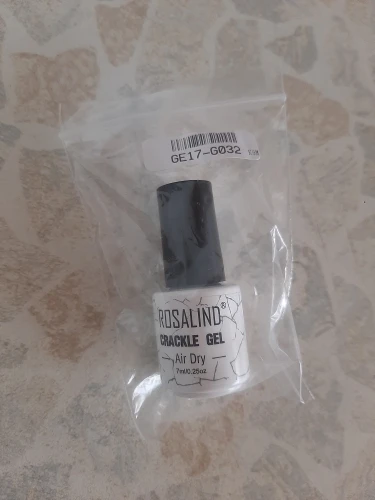 GE17-G032
ROSALIND®
CRACKLE GEL
Air Dry
7ml/0.25oz